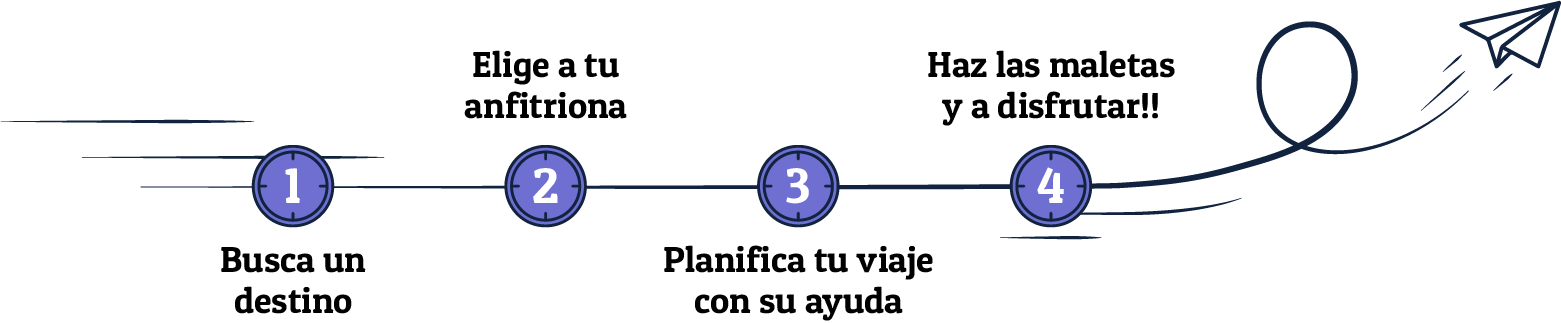 1
Busca un
destino
2
Elige a tu
anfitriona
3
Planifica tu viaje
con su ayuda
4
Haz las maletas
y a disfrutar!!